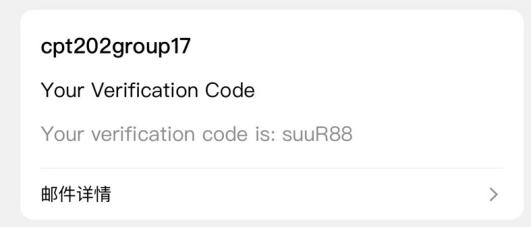 cpt202group17
Your Verification Code
Your verification code is: suuR88
邮件详情